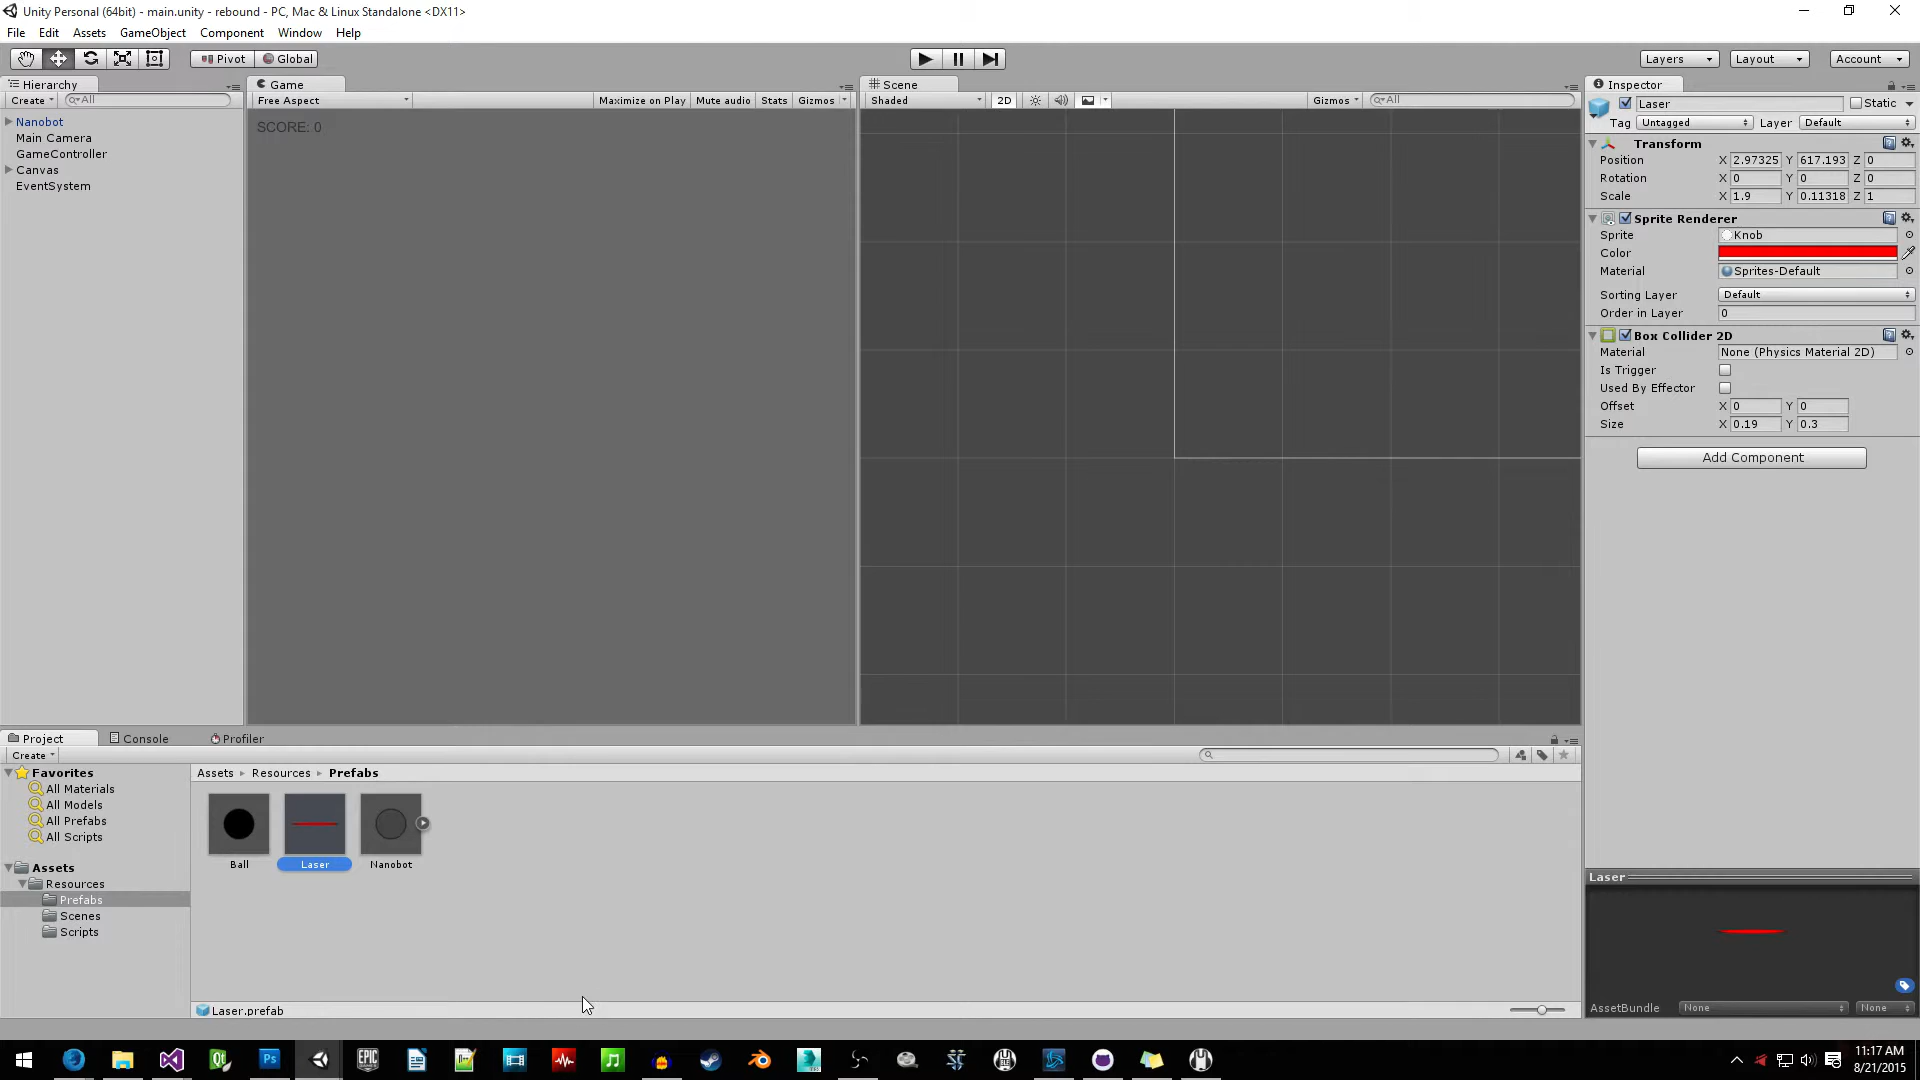 Unity Personal (64bit) - main.unity - rebound - PC, Mac & Linux Standalone <DX11>
File Edit Assets GameObject Component Window Help
Pivot Global Layers Layout Account
Hierarchy
Create All
Nanobot
Main Camera
GameController
Canvas
EventSystem
Game
Free Aspect Maximize on Play Mute audio Stats Gizmos
SCORE: 0
Scene
Shaded 2D Gizmos All
Inspector
Laser Static
Tag Untagged Layer Default
Transform
Position X 2.97325 Y 617.193 Z 0
Rotation X 0 Y 0 Z 0
Scale X 1.9 Y 0.11318 Z 1
Sprite Renderer
Sprite Knob
Color
Material Sprites-Default
Sorting Layer Default
Order in Layer 0
Box Collider 2D
Material None (Physics Material 2D)
Is Trigger
Used By Effector
Offset X 0 Y 0
Size X 0.19 Y 0.3
Add Component
Project Console Profiler
Create
Favorites
All Materials
All Models
All Prefabs
All Scripts
Assets
Resources
Prefabs
Scenes
Scripts
Assets Resources Prefabs
Ball Laser Nanobot
Laser.prefab
Laser
AssetBundle None None
Qt Ps EPIC GAMES
11:17 AM
8/21/2015